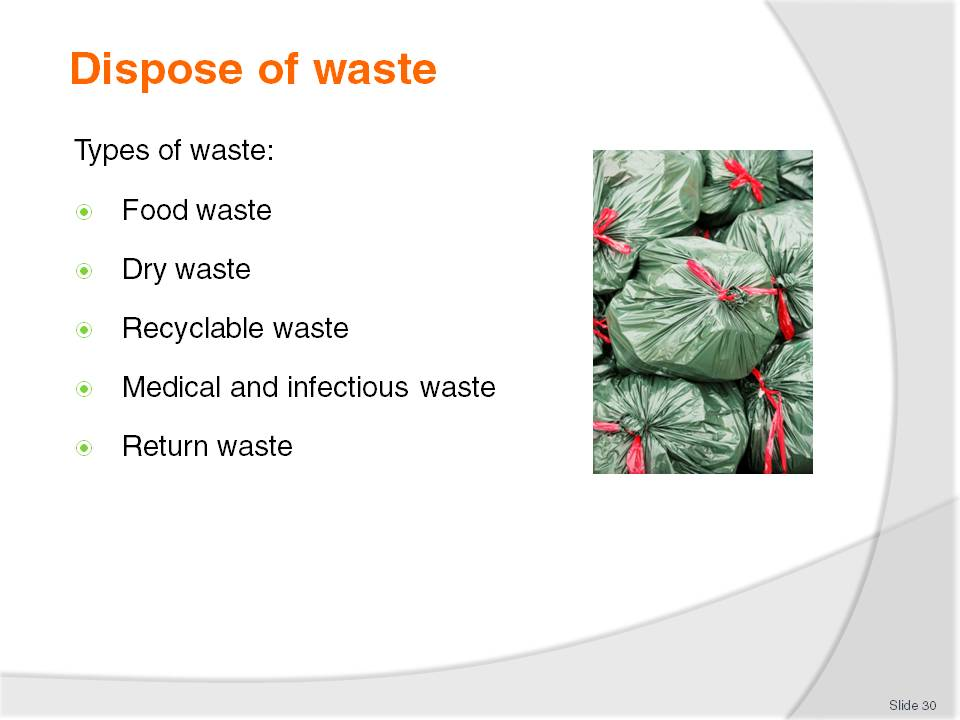 Dispose of waste
Types of waste:
Food waste
Dry waste
Recyclable waste
Medical and infectious waste
Return waste
Slide 30